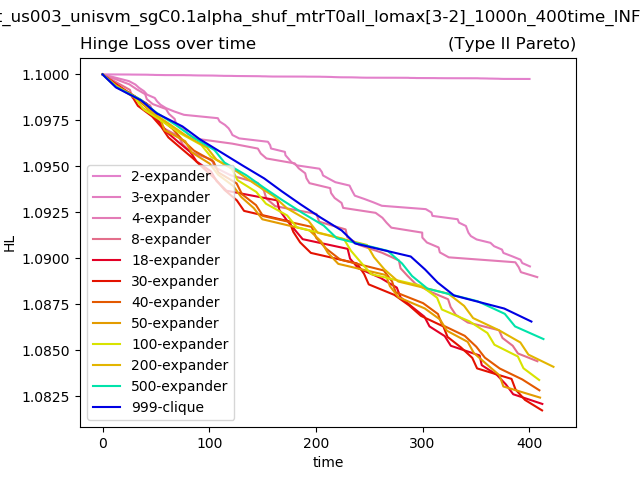 t_us003_unisvm_sgC0.1alpha_shuf_mtrT0all_lomax[3-2]_1000n_400time_INF
Hinge Loss over time (Type II Pareto)
1.1000
1.0975
1.0950
1.0925
1.0900
1.0875
1.0850
1.0825
HL
2-expander
3-expander
4-expander
8-expander
18-expander
30-expander
40-expander
50-expander
100-expander
200-expander
500-expander
999-clique
0 100 200 300 400
time